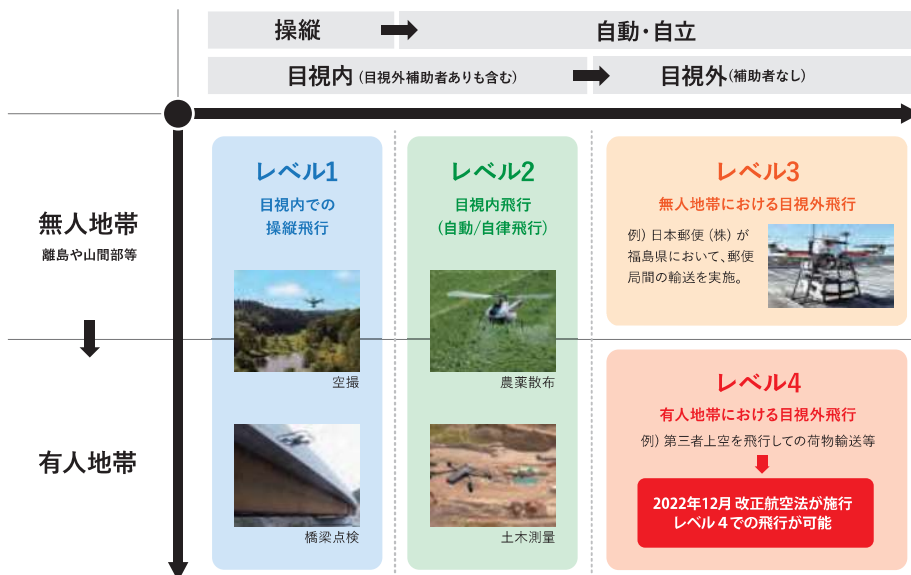 操縦
自動・自立
目視内(目視外補助者ありも含む)
目視外(補助者なし)
無人地帯
離島や山間部等
有人地帯
レベル1
目視内での
操縦飛行
空撮
橋梁点検
レベル2
目視内飛行
(自動/自律飛行)
農薬散布
土木測量
レベル3
無人地帯における目視外飛行
例）日本郵便（株）が
福島県において、郵便
局間の輸送を実施。
レベル4
有人地帯における目視外飛行
例）第三者上空を飛行しての荷物輸送等
2022年12月 改正航空法が施行
レベル４での飛行が可能